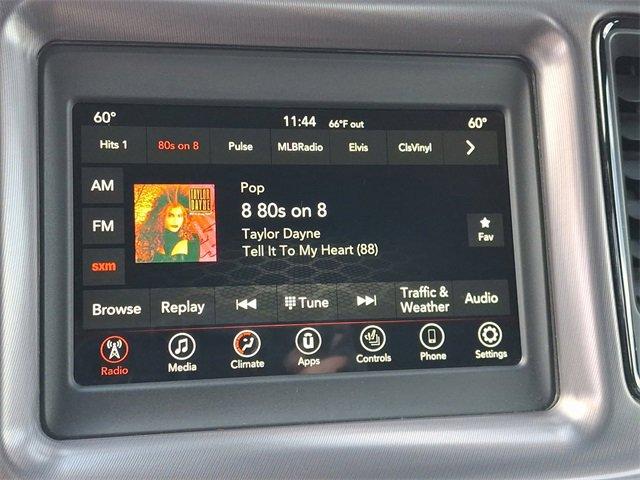 60° 11:44 66°F out 60°
Hits 1 80s on 8 Pulse MLBRadio Elvis ClsVinyl
AM
FM
sxm
TAYLOR
DAYNE
Pop
8 80s on 8
Taylor Dayne
Tell It To My Heart (88)
Fav
Browse Replay Tune Traffic &
Weather Audio
Radio Media Climate Apps Controls Phone Settings